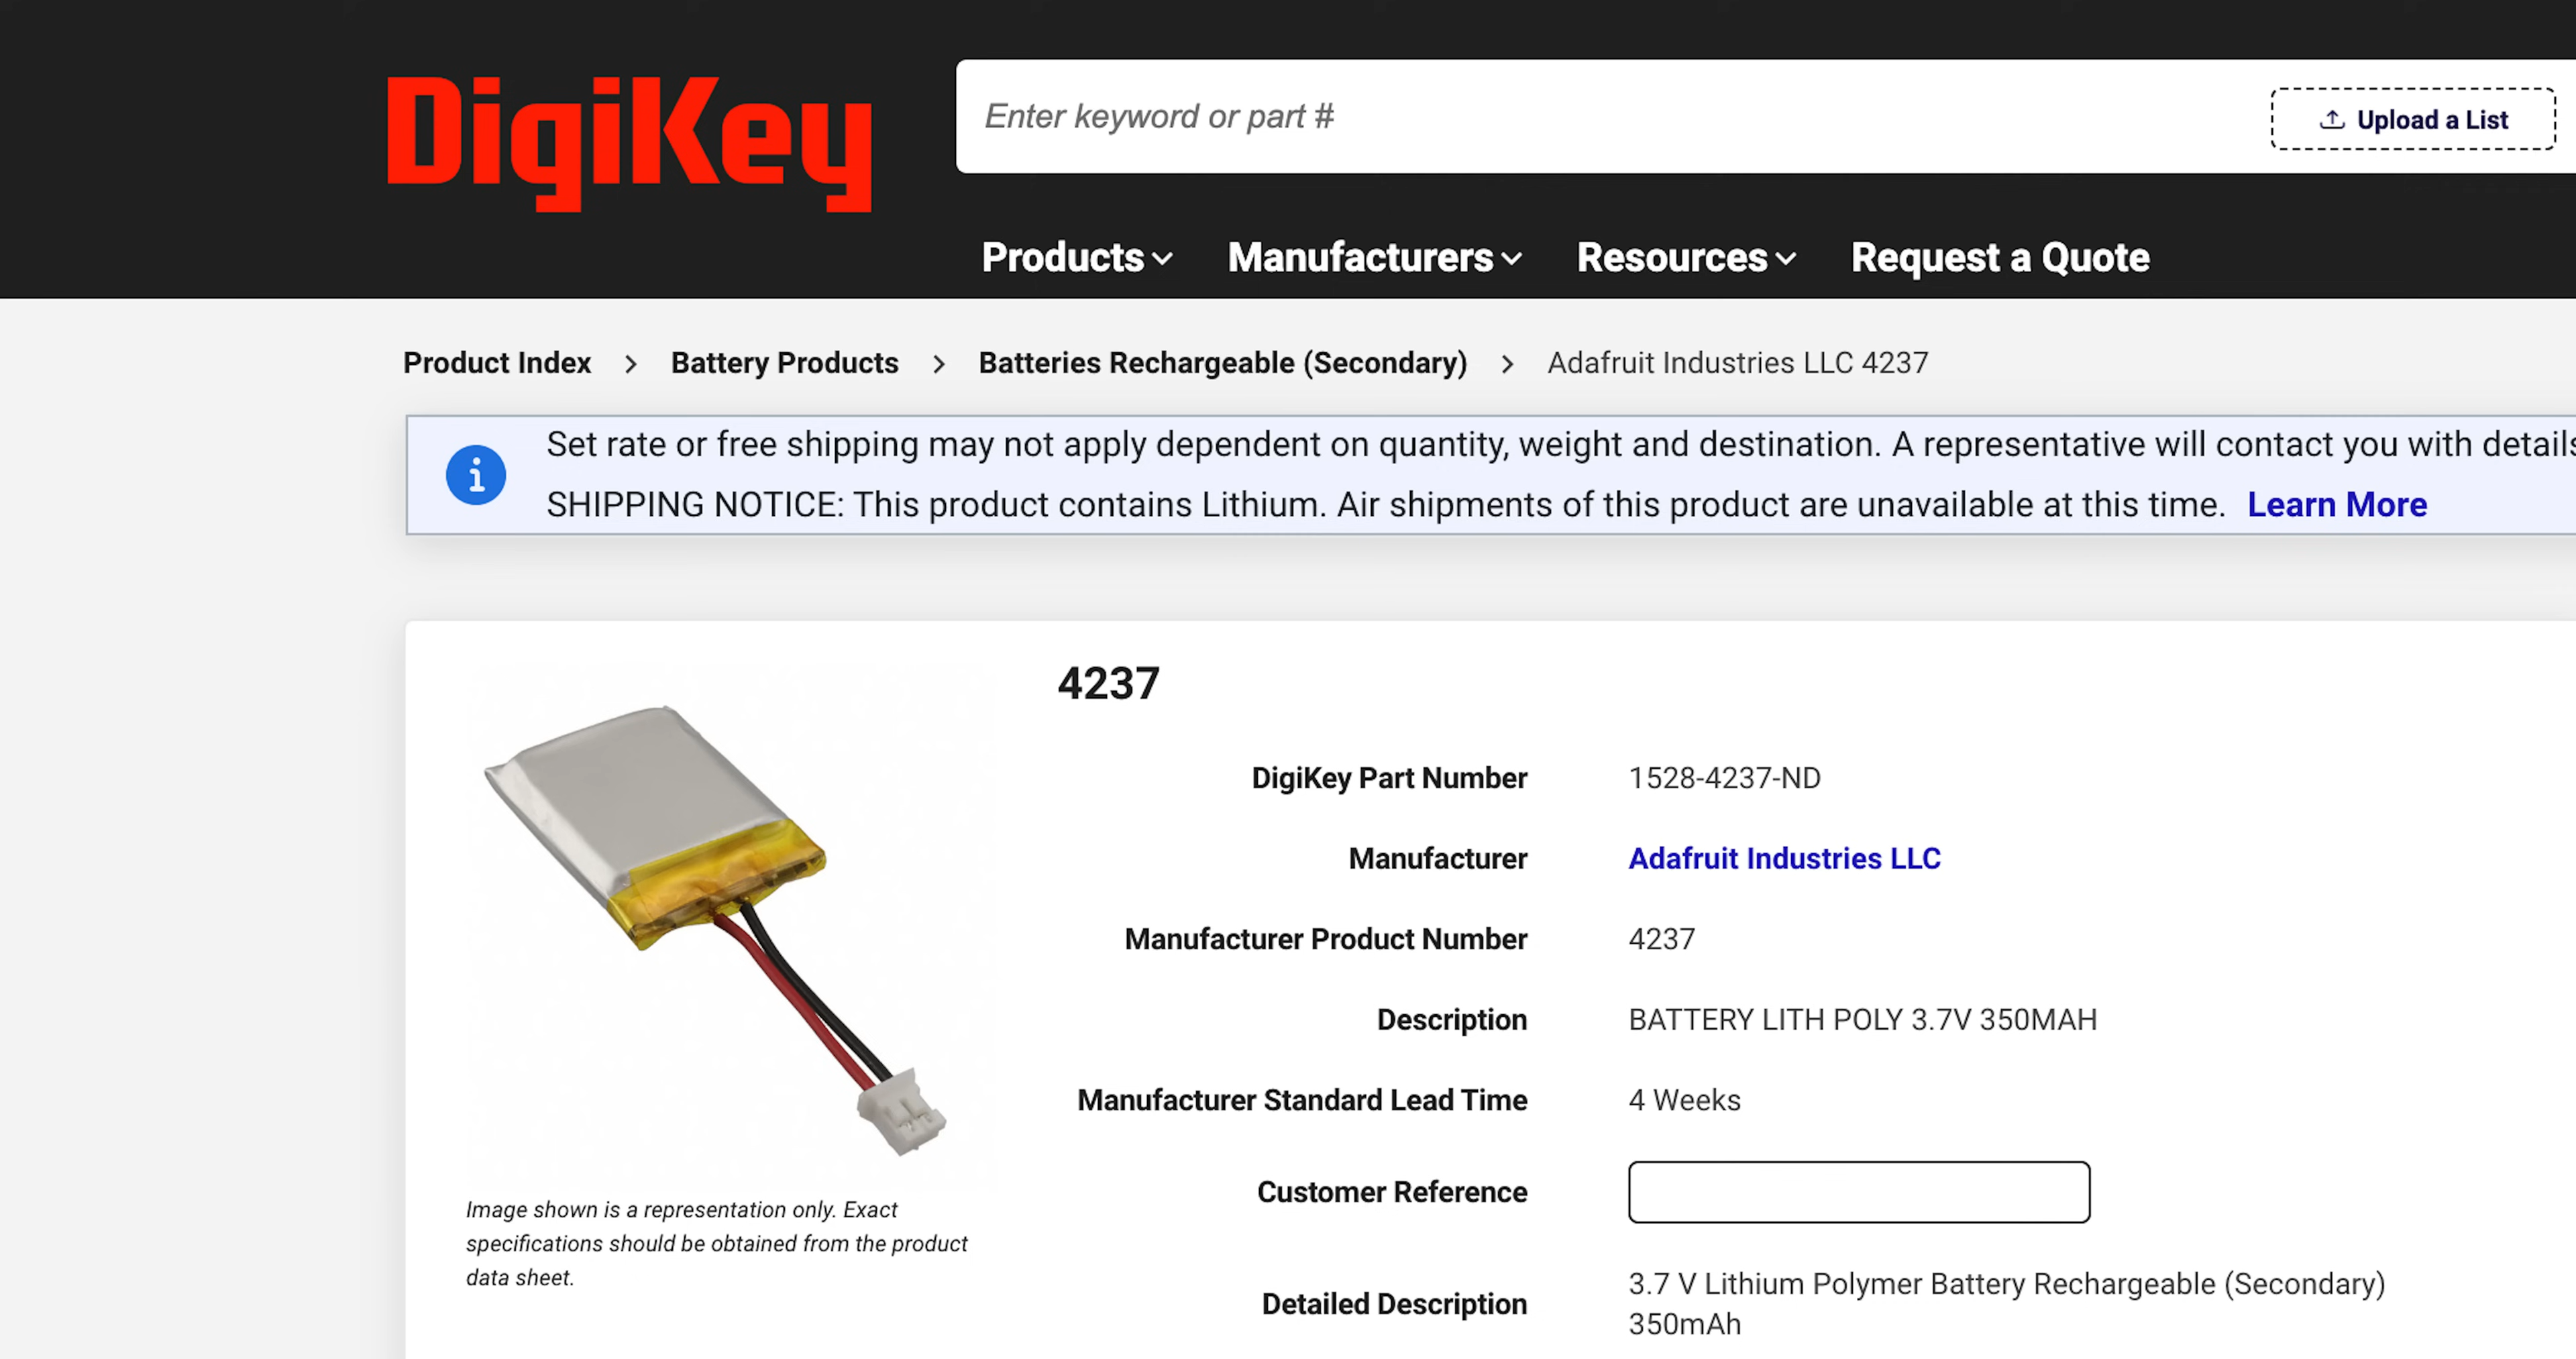 DigiKey
Enter keyword or part #
Upload a List
Products
Manufacturers
Resources
Request a Quote
Product Index > Battery Products > Batteries Rechargeable (Secondary) > Adafruit Industries LLC 4237
Set rate or free shipping may not apply dependent on quantity, weight and destination. A representative will contact you with details
SHIPPING NOTICE: This product contains Lithium. Air shipments of this product are unavailable at this time. Learn More
4237
DigiKey Part Number 1528-4237-ND
Manufacturer Adafruit Industries LLC
Manufacturer Product Number 4237
Description BATTERY LITH POLY 3.7V 350MAH
Manufacturer Standard Lead Time 4 Weeks
Customer Reference
Detailed Description 3.7 V Lithium Polymer Battery Rechargeable (Secondary)
350mAh
Image shown is a representation only. Exact
specifications should be obtained from the product
data sheet.